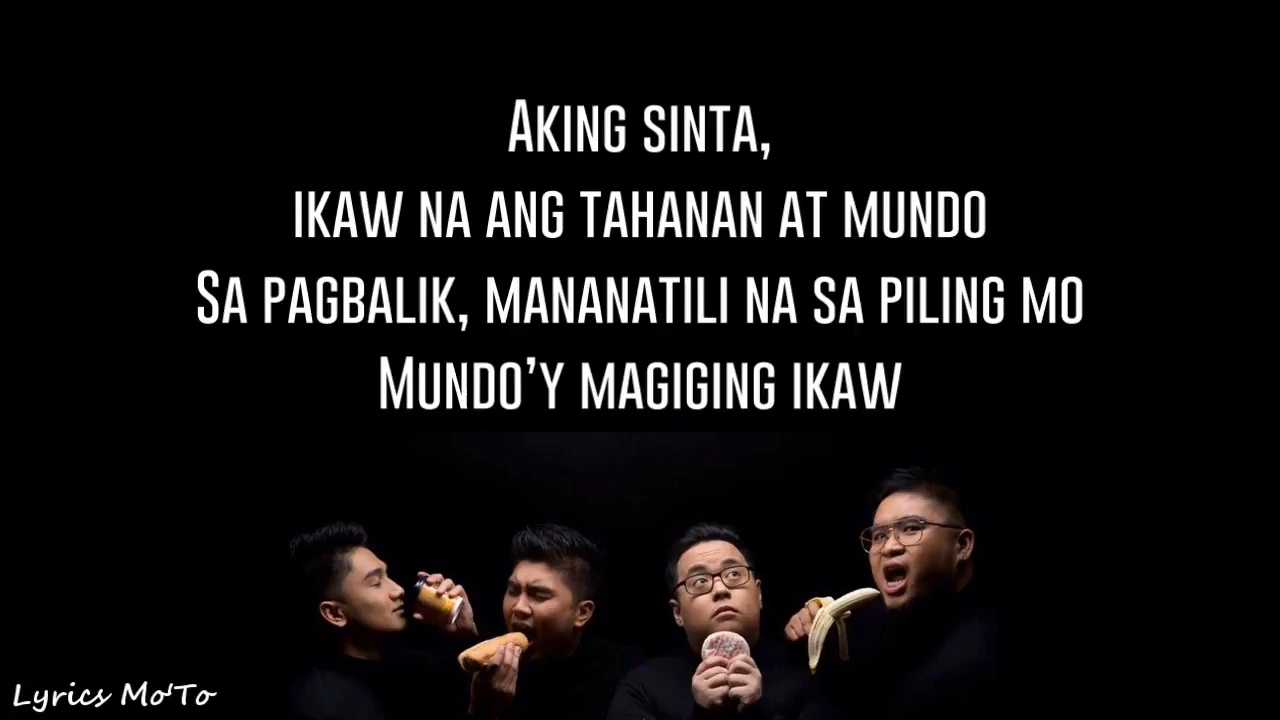 Aking sinta,
ikaw na ang tahanan at mundo
Sa pagbalik, mananatili na sa piling mo
Mundo’y magiging ikaw
Lyrics Mo'To